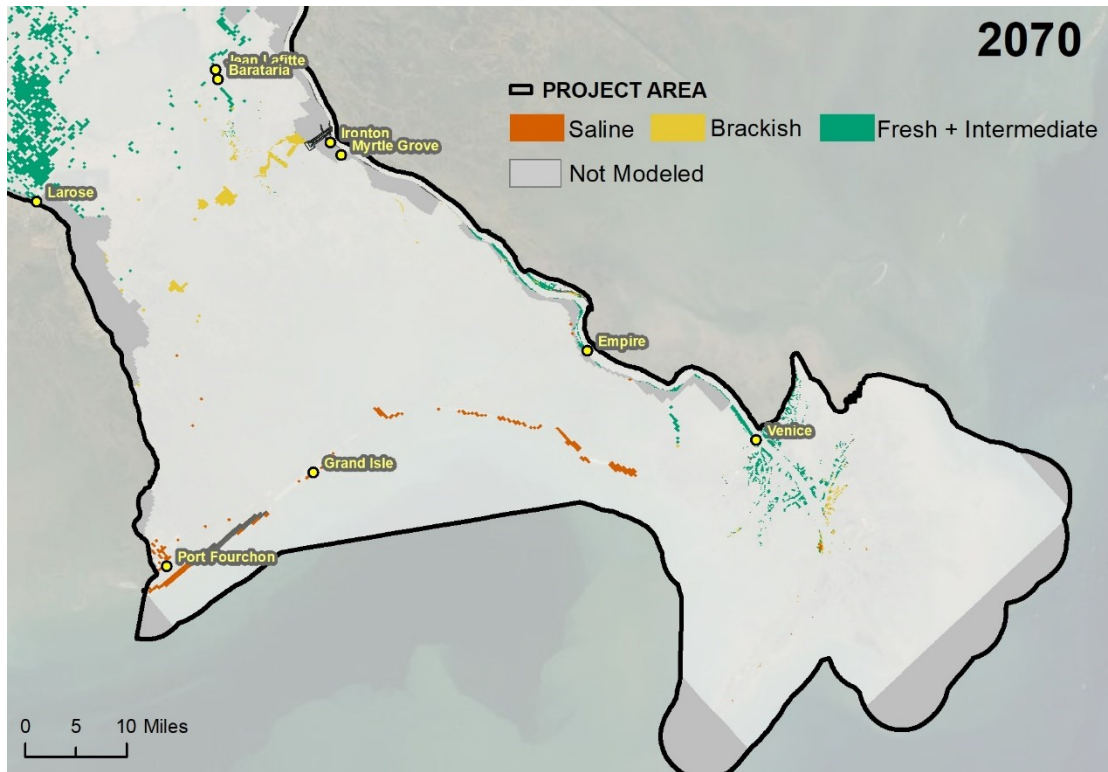 2070
PROJECT AREA
Saline Brackish Fresh + Intermediate
Not Modeled
Jean Lafitte
Barataria
Ironton
Myrtle Grove
Larose
Empire
Venice
Grand Isle
Port Fourchon
0 5 10 Miles